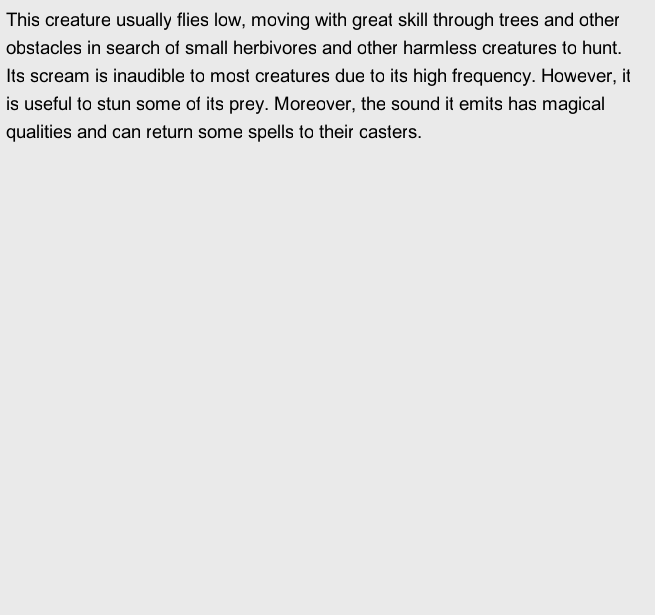 This creature usually flies low, moving with great skill through trees and other
obstacles in search of small herbivores and other harmless creatures to hunt.
Its scream is inaudible to most creatures due to its high frequency. However, it
is useful to stun some of its prey. Moreover, the sound it emits has magical
qualities and can return some spells to their casters.